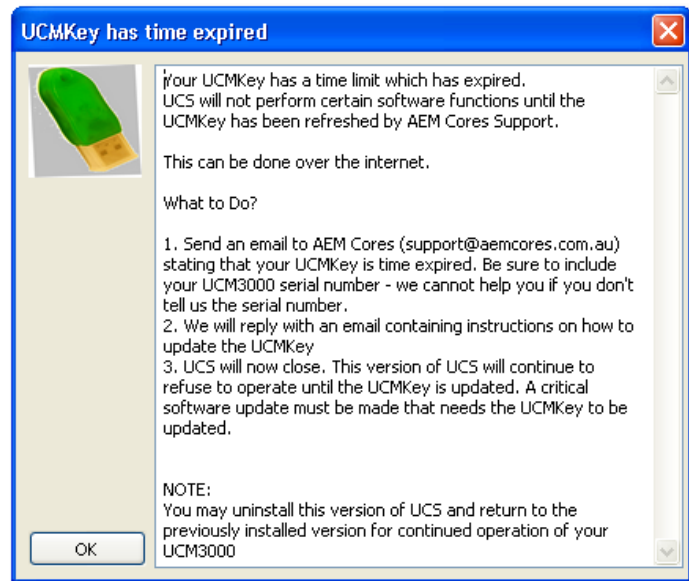 UCMKey has time expired
Your UCMKey has a time limit which has expired.
UCS will not perform certain software functions until the
UCMKey has been refreshed by AEM Cores Support.
This can be done over the internet.
What to Do?
1. Send an email to AEM Cores (support@aemcores.com.au)
stating that your UCMKey is time expired. Be sure to include
your UCM3000 serial number - we cannot help you if you don't
tell us the serial number.
2. We will reply with an email containing instructions on how to
update the UCMKey
3. UCS will now close. This version of UCS will continue to
refuse to operate until the UCMKey is updated. A critical
software update must be made that needs the UCMKey to be
updated.
NOTE:
You may uninstall this version of UCS and return to the
previously installed version for continued operation of your
UCM3000
OK